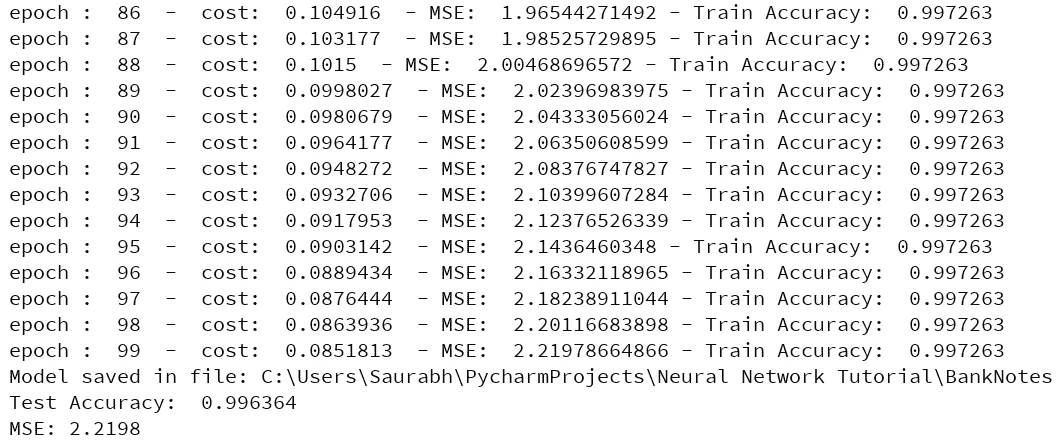 epoch :  86  -  cost:  0.104916  - MSE:  1.96544271492 - Train Accuracy:  0.997263
epoch :  87  -  cost:  0.103177  - MSE:  1.98525729895 - Train Accuracy:  0.997263
epoch :  88  -  cost:  0.1015  - MSE:  2.00468696572 - Train Accuracy:  0.997263
epoch :  89  -  cost:  0.0998027  - MSE:  2.02396983975 - Train Accuracy:  0.997263
epoch :  90  -  cost:  0.0980679  - MSE:  2.04333056024 - Train Accuracy:  0.997263
epoch :  91  -  cost:  0.0964177  - MSE:  2.06350608599 - Train Accuracy:  0.997263
epoch :  92  -  cost:  0.0948272  - MSE:  2.08376747827 - Train Accuracy:  0.997263
epoch :  93  -  cost:  0.0932706  - MSE:  2.10399607284 - Train Accuracy:  0.997263
epoch :  94  -  cost:  0.0917953  - MSE:  2.12376526339 - Train Accuracy:  0.997263
epoch :  95  -  cost:  0.0903142  - MSE:  2.1436460348 - Train Accuracy:  0.997263
epoch :  96  -  cost:  0.0889434  - MSE:  2.16332118965 - Train Accuracy:  0.997263
epoch :  97  -  cost:  0.0876444  - MSE:  2.18238911044 - Train Accuracy:  0.997263
epoch :  98  -  cost:  0.0863936  - MSE:  2.20116683898 - Train Accuracy:  0.997263
epoch :  99  -  cost:  0.0851813  - MSE:  2.21978664866 - Train Accuracy:  0.997263
Model saved in file: C:\Users\Saurabh\PycharmProjects\Neural Network Tutorial\BankNotes
Test Accuracy:  0.996364
MSE: 2.2198